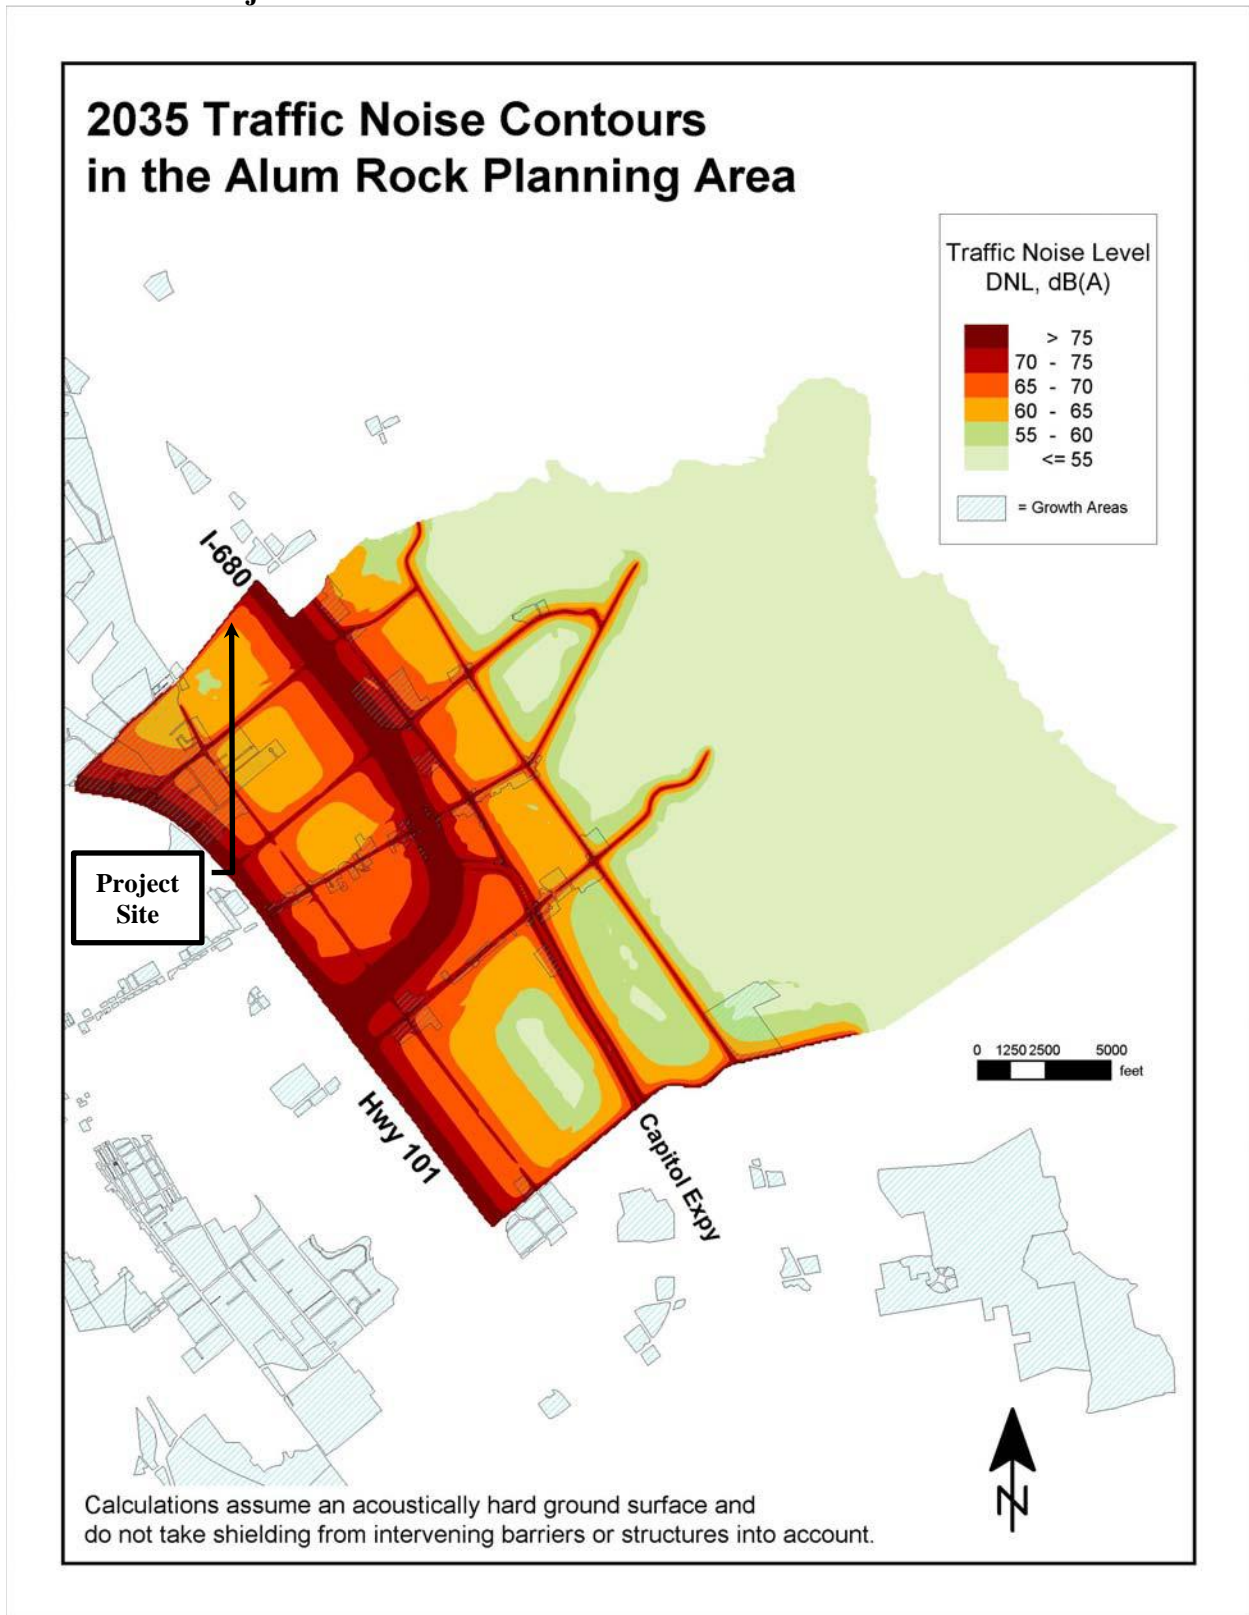 2035 Traffic Noise Contours
in the Alum Rock Planning Area
Traffic Noise Level
DNL, dB(A)
> 75
70 - 75
65 - 70
60 - 65
55 - 60
<= 55
= Growth Areas
I-680
Project
Site
0 1250 2500 5000
feet
Hwy 101
Capitol Expy
N
Calculations assume an acoustically hard ground surface and
do not take shielding from intervening barriers or structures into account.